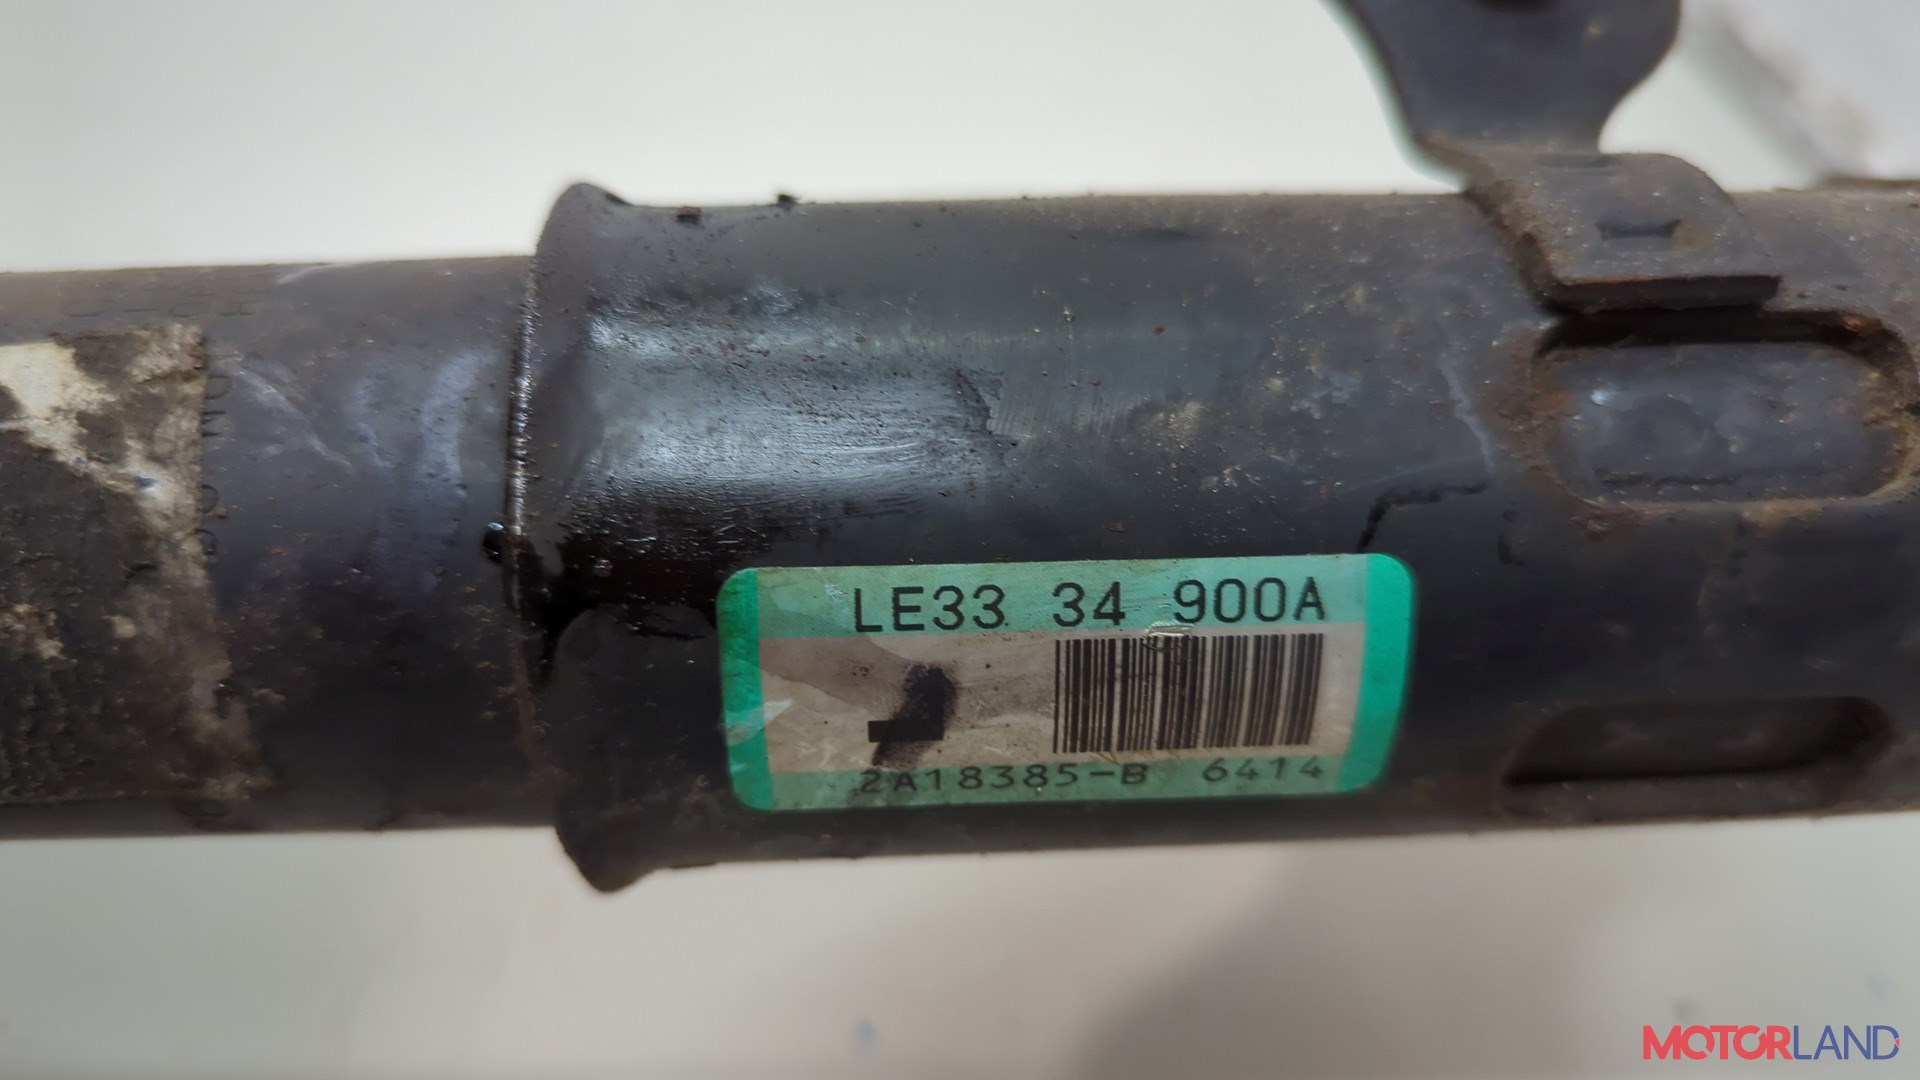 LE33 34 900A
2A18385-B 6414
MOTORLAND